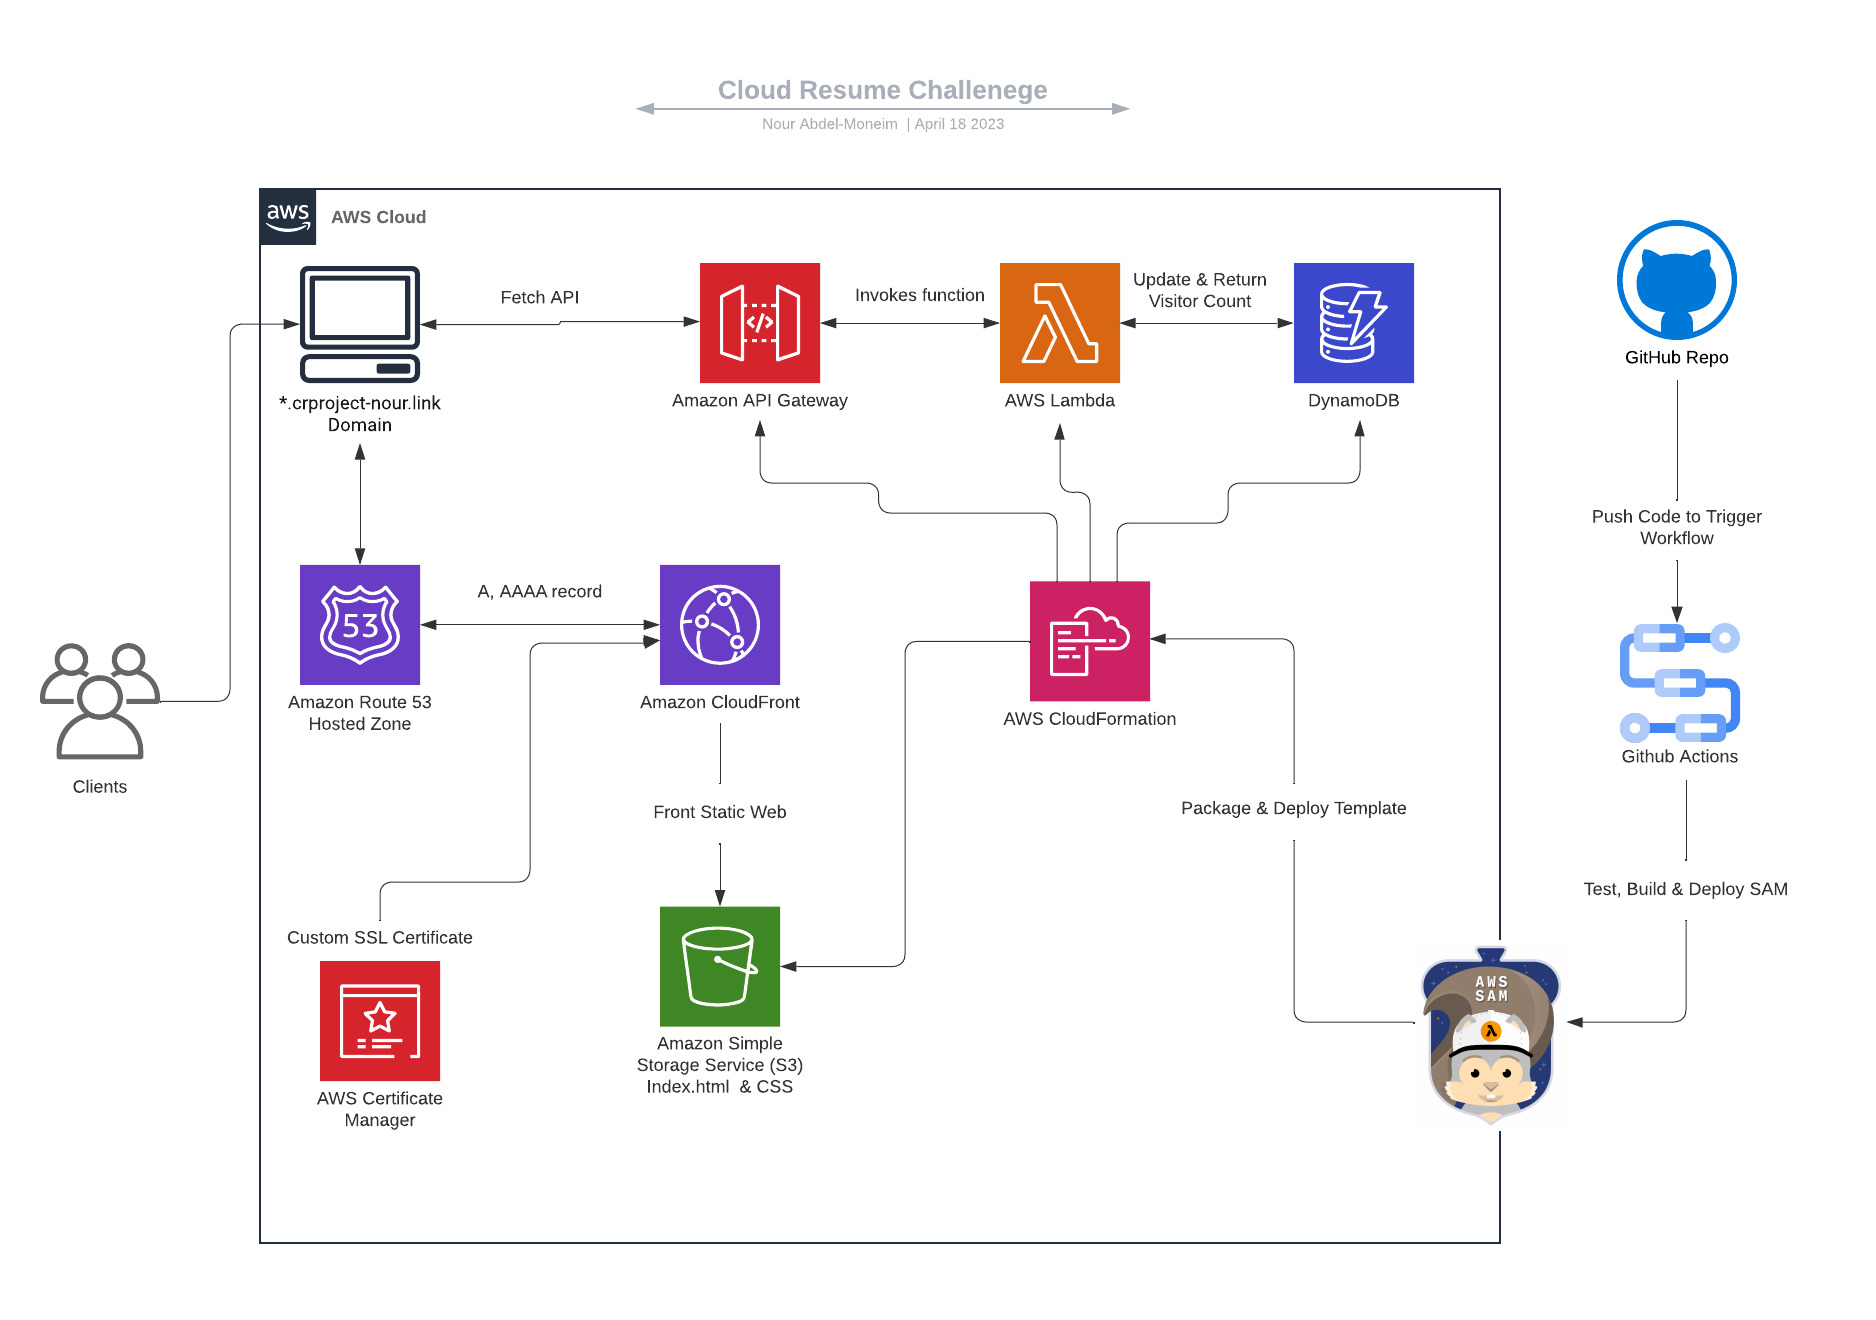 Cloud Resume Challenege
Nour Abdel-Moneim | April 18 2023
aws
AWS Cloud
Fetch API
Invokes function
Update & Return
Visitor Count
*.crproject-nour.link
Domain
Amazon API Gateway
AWS Lambda
DynamoDB
GitHub Repo
Push Code to Trigger
Workflow
A, AAAA record
53
Amazon Route 53
Hosted Zone
Amazon CloudFront
AWS CloudFormation
Github Actions
Clients
Front Static Web
Package & Deploy Template
Test, Build & Deploy SAM
Custom SSL Certificate
AWS
SAM
Amazon Simple
Storage Service (S3)
Index.html & CSS
AWS Certificate
Manager